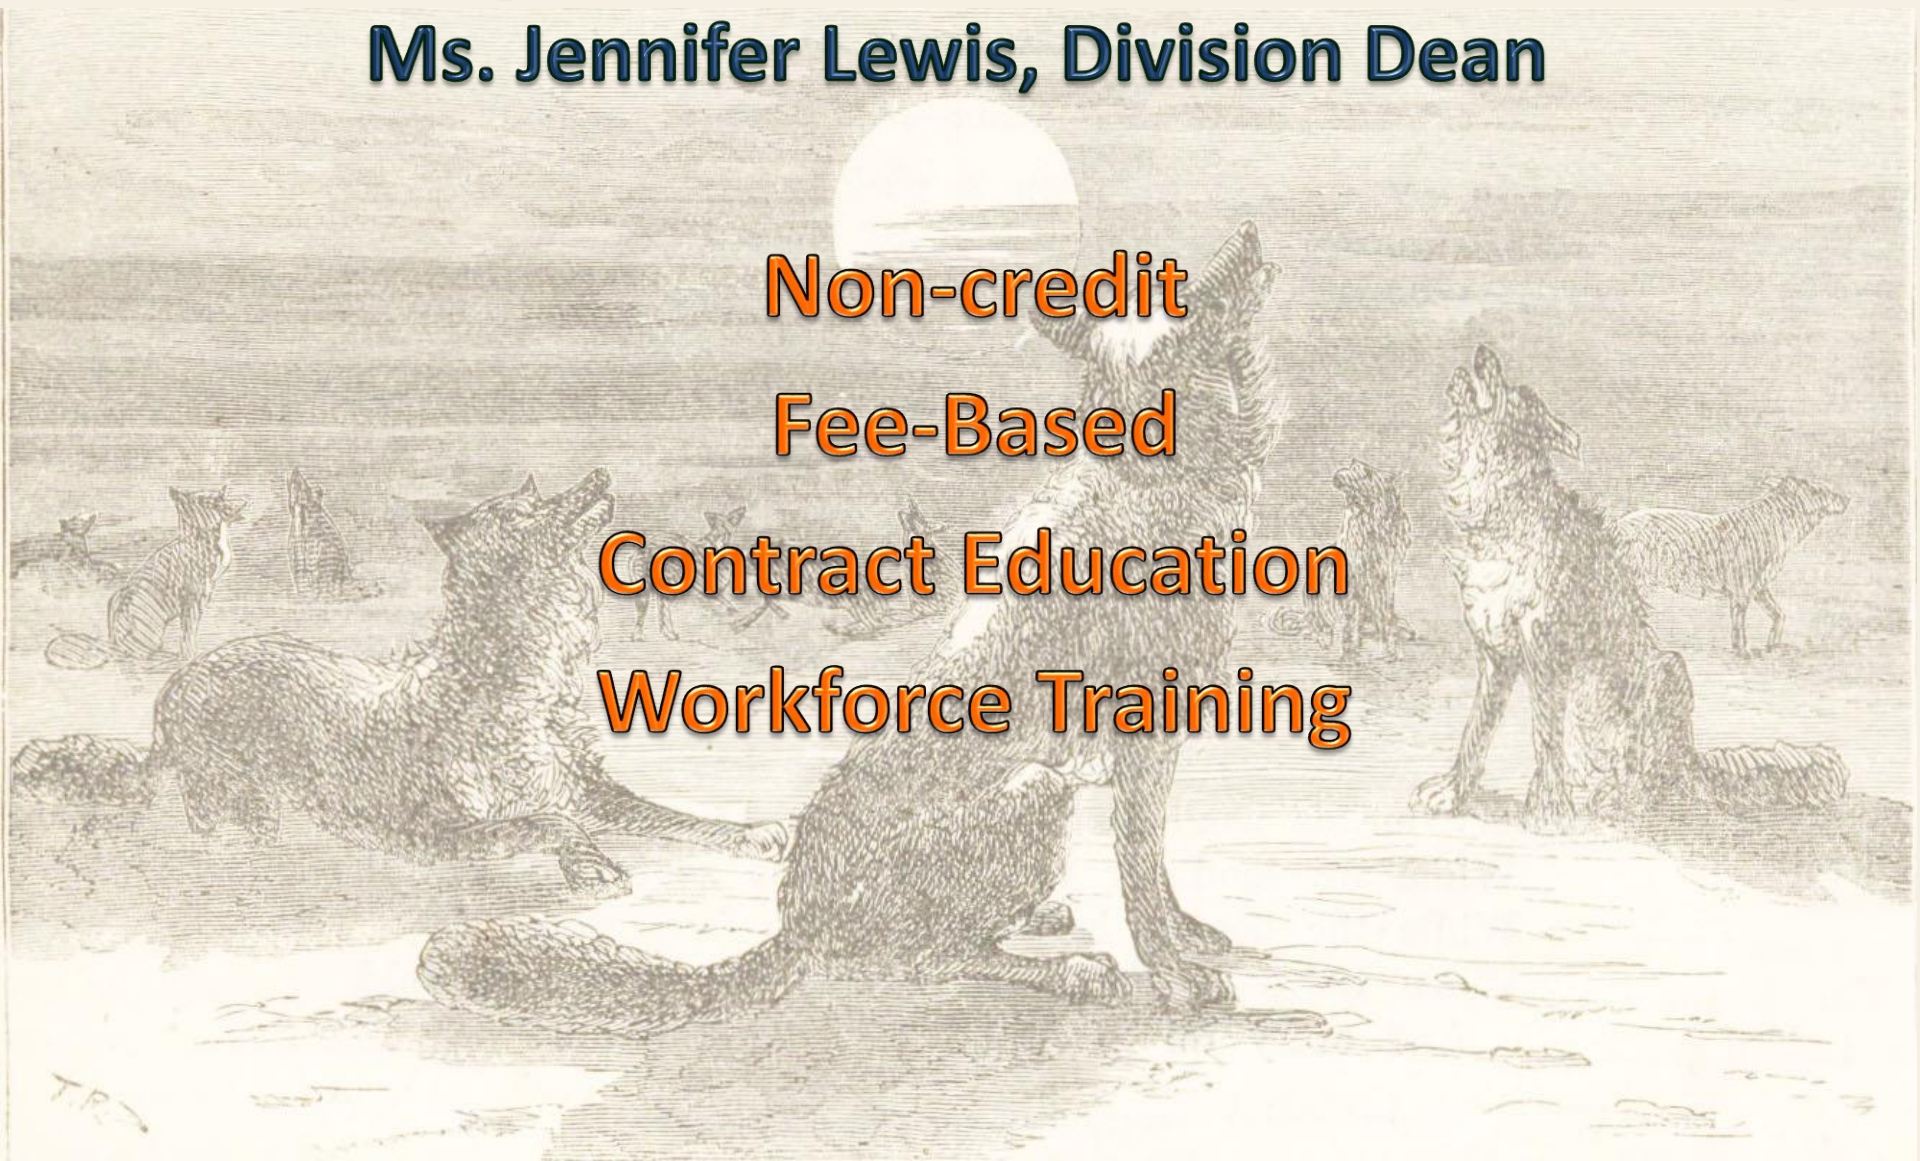 Ms. Jennifer Lewis, Division Dean
Non-credit
Fee-Based
Contract Education
Workforce Training